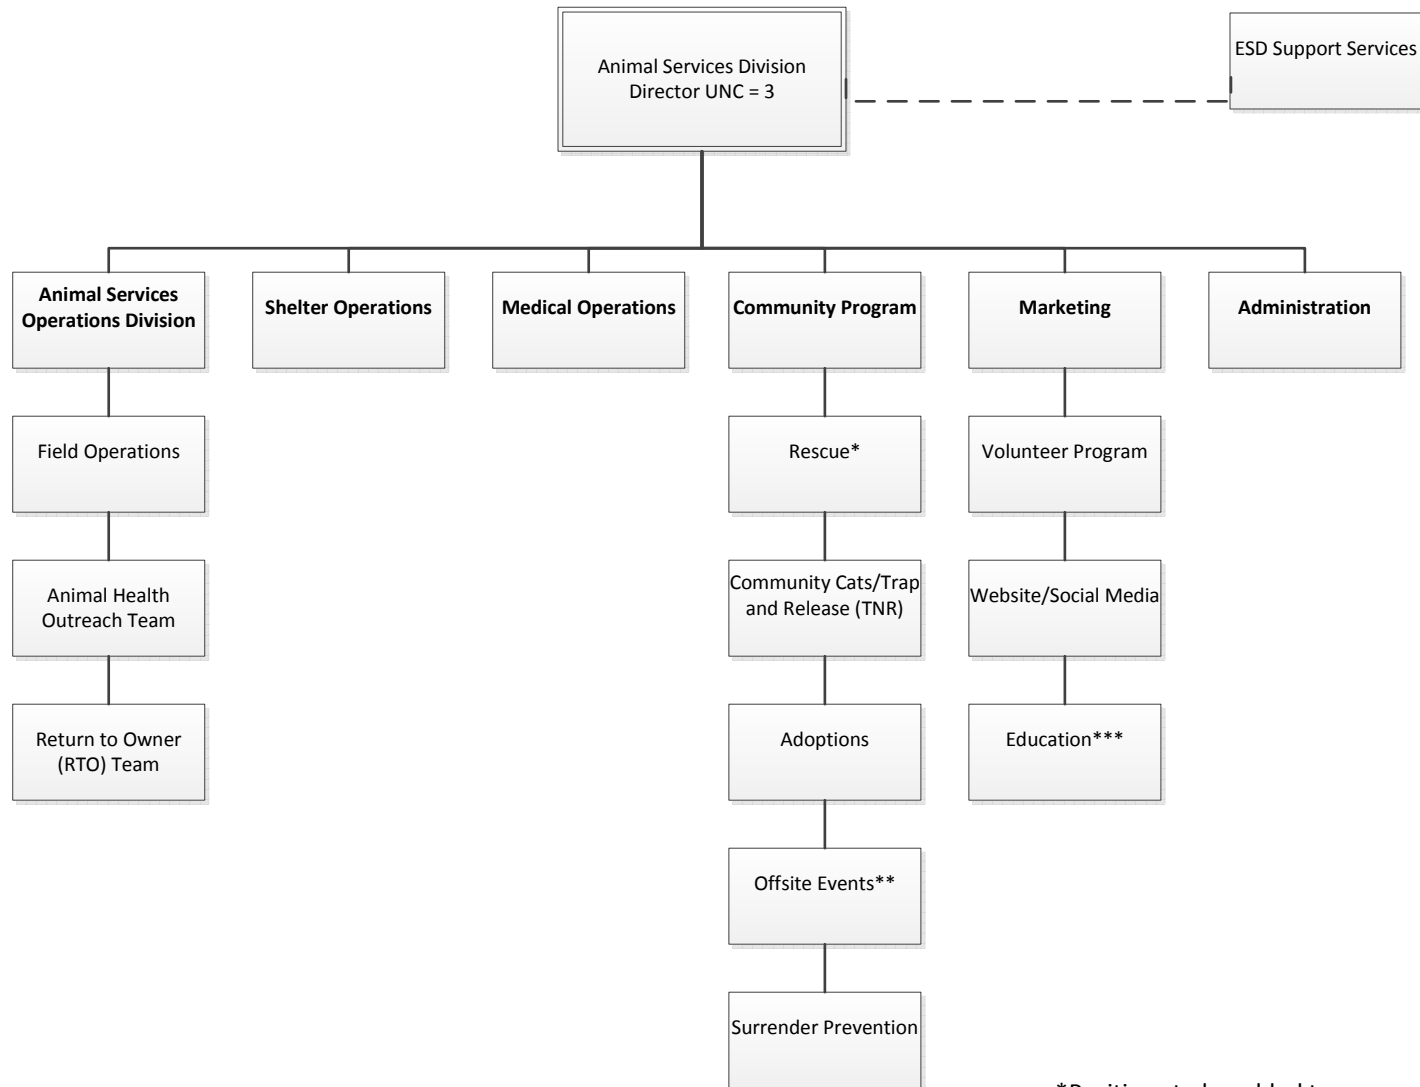 Animal Services Division
Director UNC = 3
ESD Support Services
Animal Services
Operations Division
Shelter Operations
Medical Operations
Community Program
Marketing
Administration
Field Operations
Rescue*
Volunteer Program
Animal Health
Outreach Team
Community Cats/Trap
and Release (TNR)
Website/Social Media
Return to Owner
(RTO) Team
Adoptions
Education***
Offsite Events**
Surrender Prevention